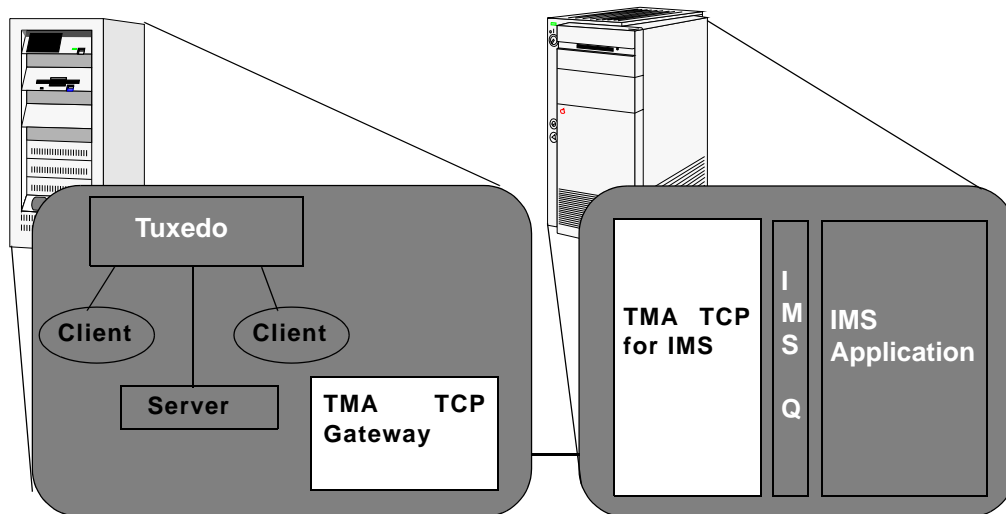 Tuxedo
Client
Client
Server
TMA TCP
Gateway
TMA TCP
for IMS
I
M
S
Q
IMS
Application